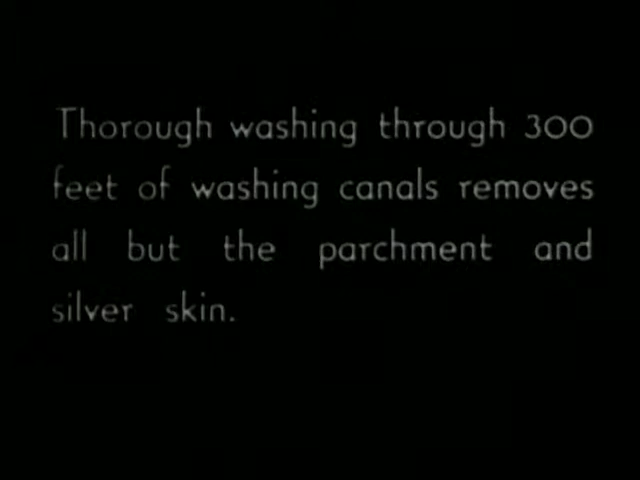 Thorough washing through 300
feet of washing canals removes
all but the parchment and
silver skin.